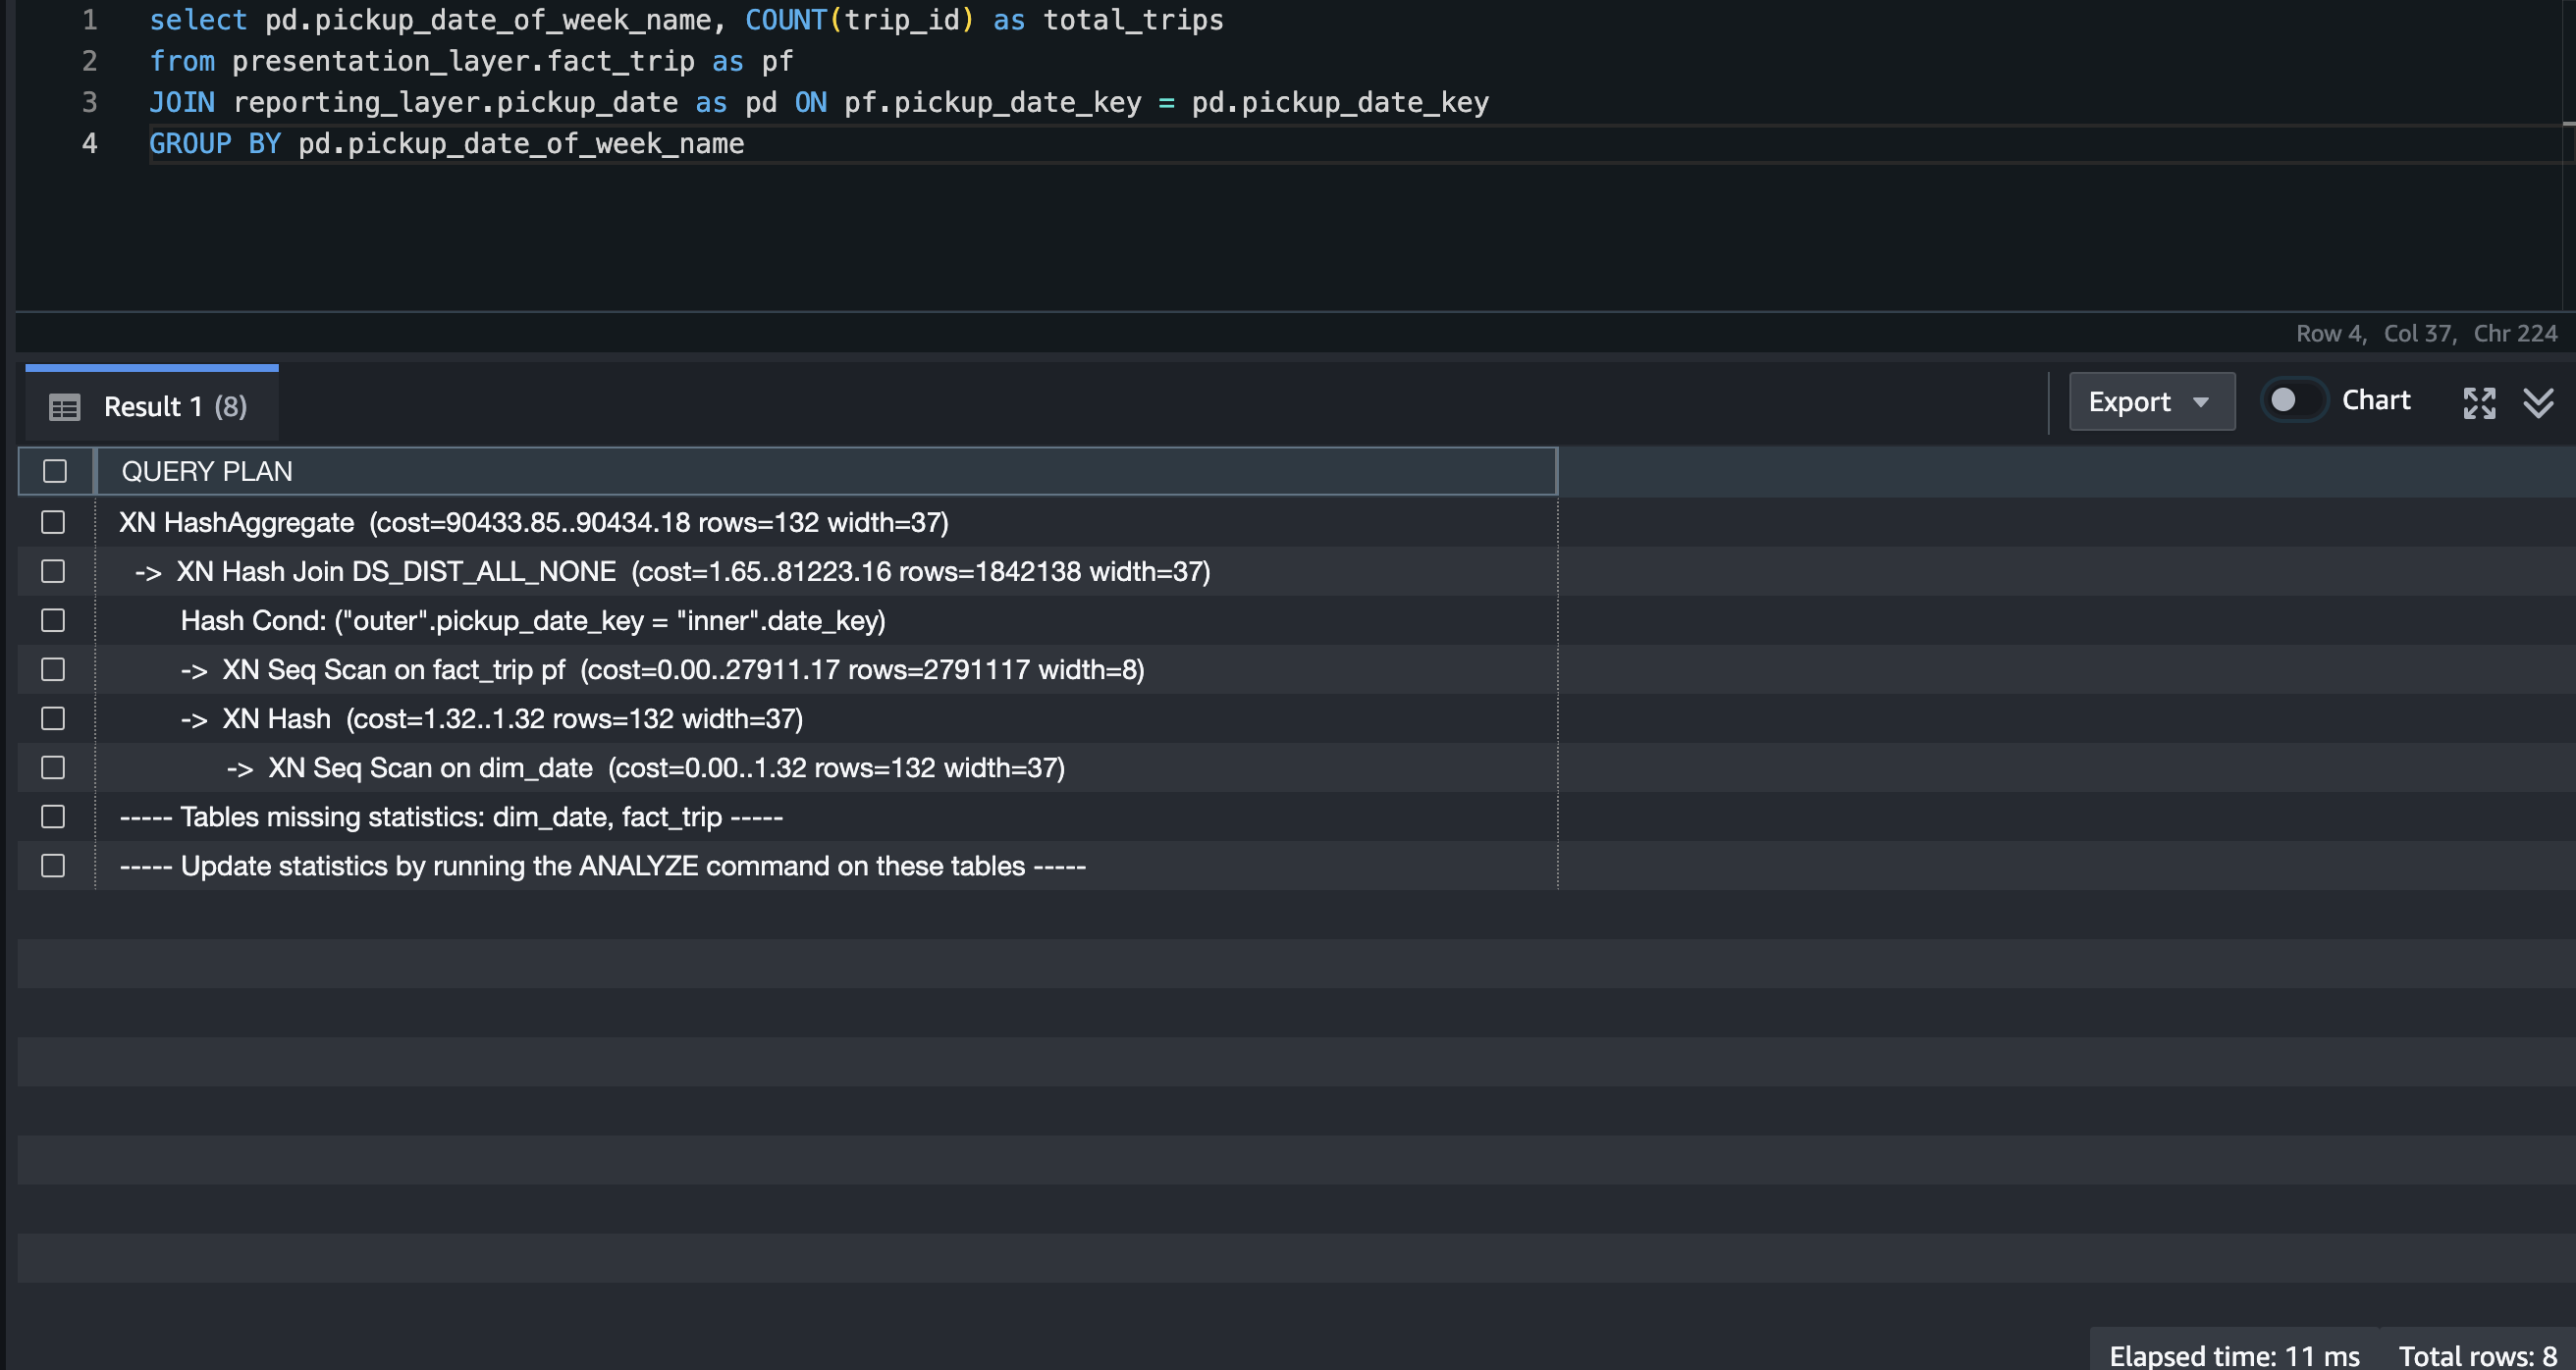 1 select pd.pickup_date_of_week_name, COUNT(trip_id) as total_trips
2 from presentation_layer.fact_trip as pf
3 JOIN reporting_layer.pickup_date as pd ON pf.pickup_date_key = pd.pickup_date_key
4 GROUP BY pd.pickup_date_of_week_name
Row 4, Col 37, Chr 224
Result 1 (8) Export Chart
QUERY PLAN
XN HashAggregate (cost=90433.85..90434.18 rows=132 width=37)
-> XN Hash Join DS_DIST_ALL_NONE (cost=1.65..81223.16 rows=1842138 width=37)
Hash Cond: ("outer".pickup_date_key = "inner".date_key)
-> XN Seq Scan on fact_trip pf (cost=0.00..27911.17 rows=2791117 width=8)
-> XN Hash (cost=1.32..1.32 rows=132 width=37)
-> XN Seq Scan on dim_date (cost=0.00..1.32 rows=132 width=37)
----- Tables missing statistics: dim_date, fact_trip -----
----- Update statistics by running the ANALYZE command on these tables -----
Elapsed time: 11 ms Total rows: 8